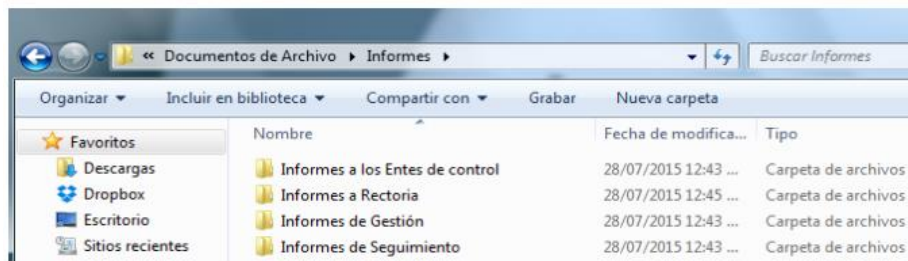 « Documentos de Archivo ▸ Informes ▸ Buscar Informes
Organizar ▾ Incluir en biblioteca ▾ Compartir con ▾ Grabar Nueva carpeta
Favoritos Nombre Fecha de modifica... Tipo
Descargas Informes a los Entes de control 28/07/2015 12:43 ... Carpeta de archivos
Dropbox Informes a Rectoria 28/07/2015 12:45 ... Carpeta de archivos
Escritorio Informes de Gestión 28/07/2015 12:43 ... Carpeta de archivos
Sitios recientes Informes de Seguimiento 28/07/2015 12:43 ... Carpeta de archivos